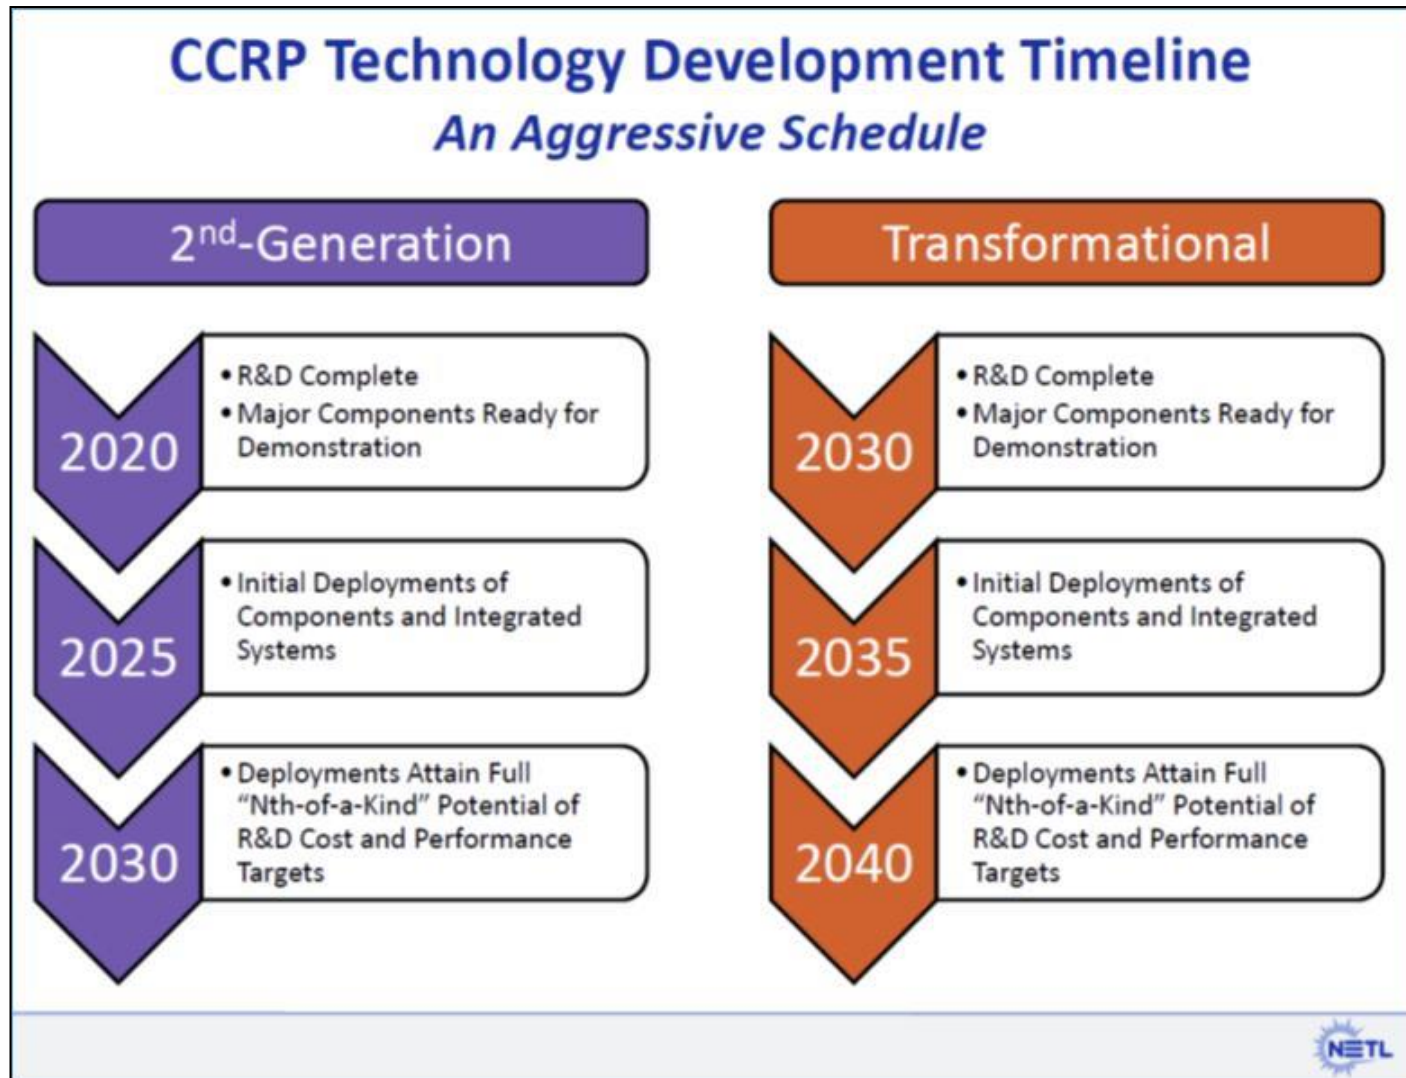 CCRP Technology Development Timeline
An Aggressive Schedule
2nd-Generation
2020
• R&D Complete
• Major Components Ready for
Demonstration
2025
• Initial Deployments of
Components and Integrated
Systems
2030
• Deployments Attain Full
“Nth-of-a-Kind” Potential of
R&D Cost and Performance
Targets
Transformational
2030
• R&D Complete
• Major Components Ready for
Demonstration
2035
• Initial Deployments of
Components and Integrated
Systems
2040
• Deployments Attain Full
“Nth-of-a-Kind” Potential of
R&D Cost and Performance
Targets
NETL